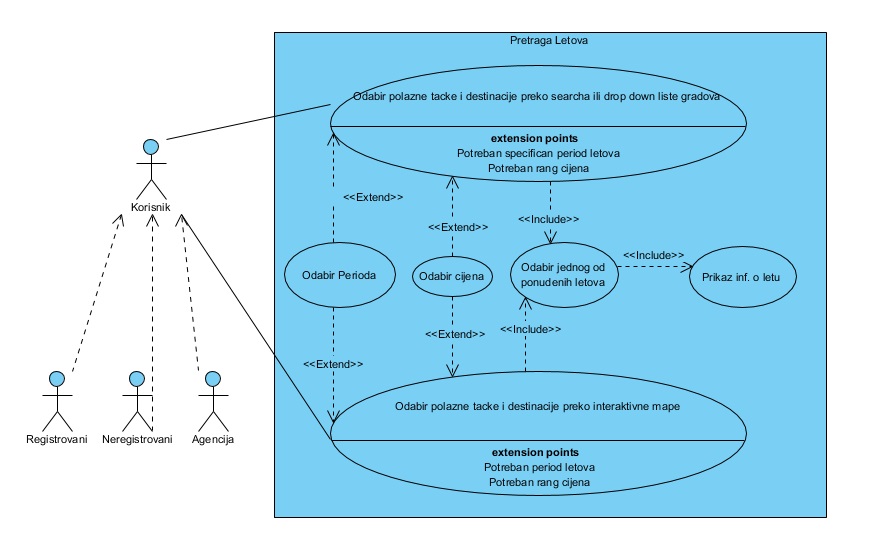 Pretraga Letova
Odabir polazne tacke i destinacije preko searcha ili drop down liste gradova
extension points
Potreban specifican period letova
Potreban rang cijena
Korisnik
<<Extend>>
<<Extend>>
<<Include>>
<<Include>>
Odabir Perioda
Odabir cijena
Odabir jednog od
ponudenih letova
Prikaz inf. o letu
<<Extend>>
<<Extend>>
<<Include>>
Registrovani
Neregistrovani
Agencija
Odabir polazne tacke i destinacije preko interaktivne mape
extension points
Potreban period letova
Potreban rang cijena